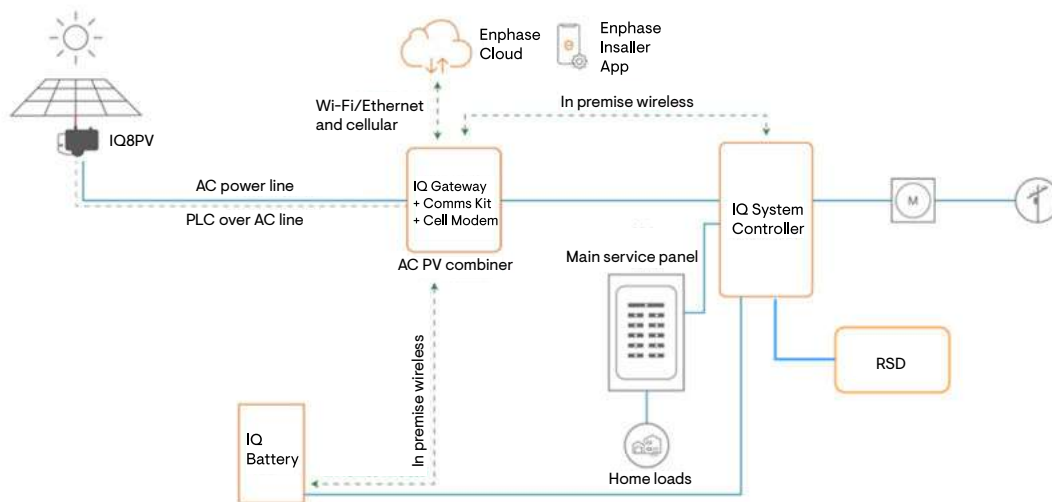 Enphase
Cloud
Enphase
Insaller
App
e
Wi-Fi/Ethernet
and cellular
In premise wireless
IQ8PV
AC power line
PLC over AC line
IQ Gateway
+ Comms Kit
+ Cell Modem
AC PV combiner
IQ System
Controller
M
Main service panel
RSD
In premise wireless
IQ
Battery
Home loads